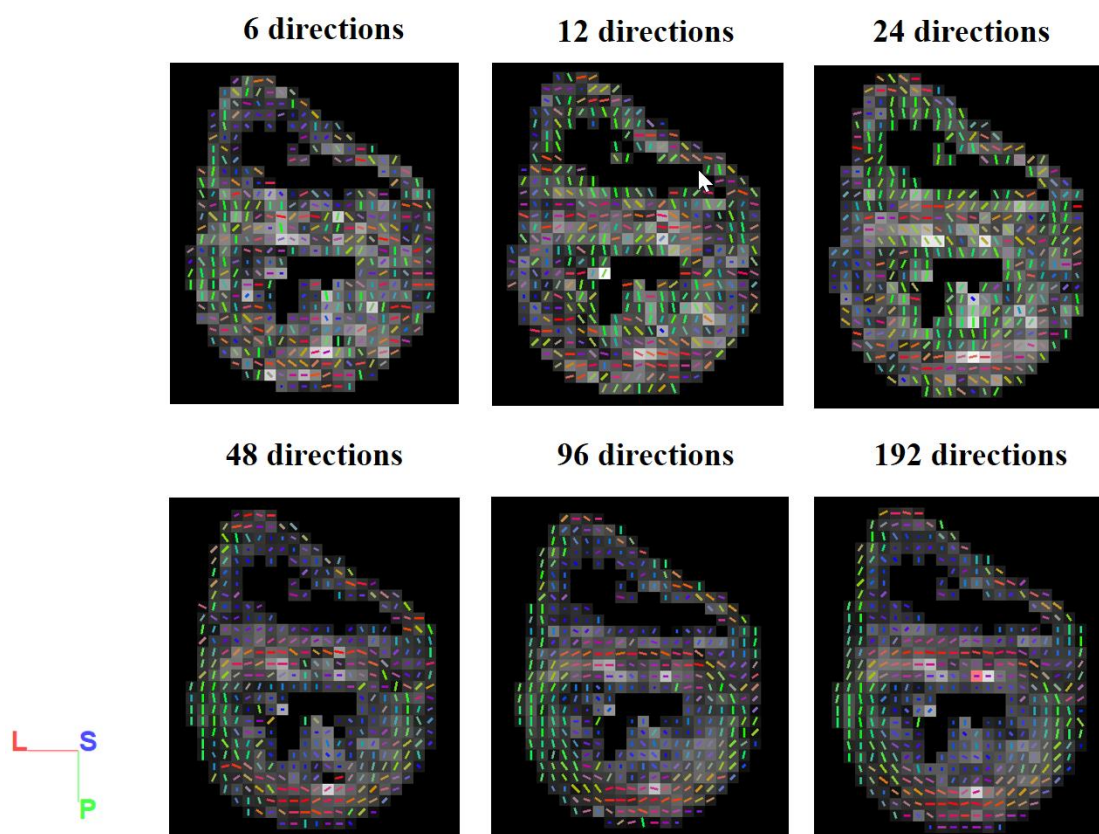 6 directions
12 directions
24 directions
48 directions
96 directions
192 directions
L S
P